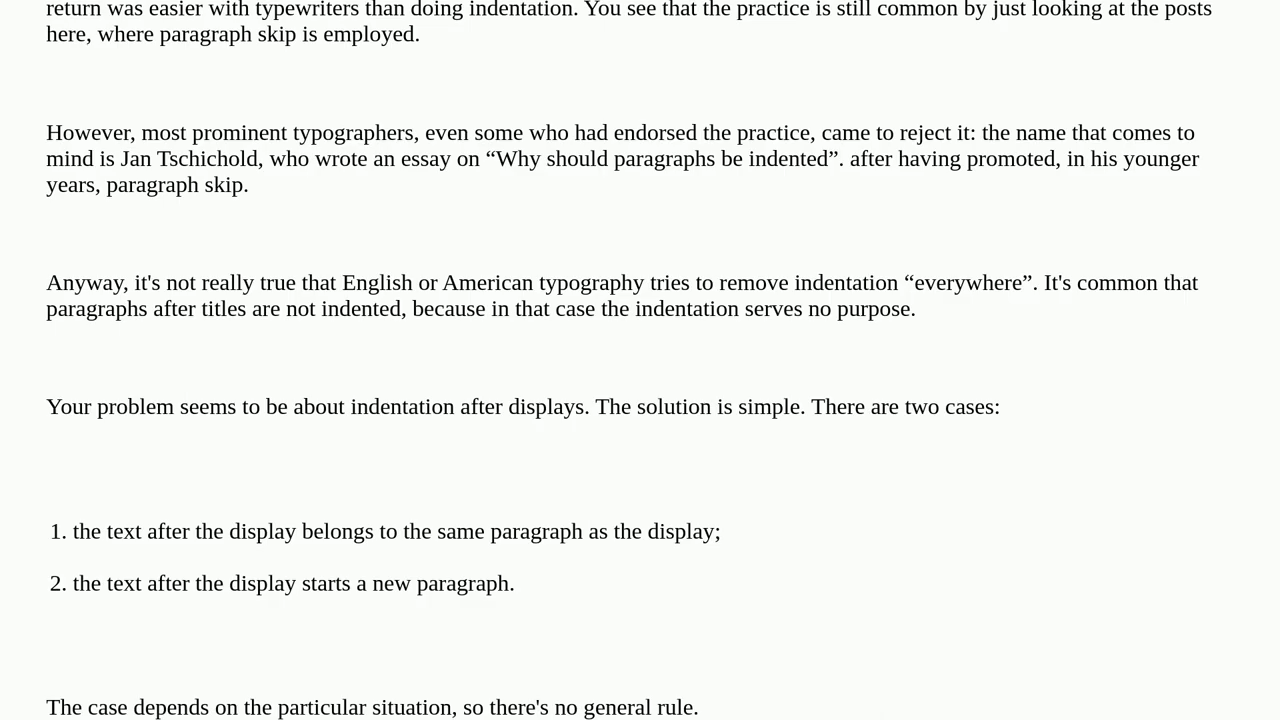 return was easier with typewriters than doing indentation. You see that the practice is still common by just looking at the posts
here, where paragraph skip is employed.
However, most prominent typographers, even some who had endorsed the practice, came to reject it: the name that comes to
mind is Jan Tschichold, who wrote an essay on “Why should paragraphs be indented”. after having promoted, in his younger
years, paragraph skip.
Anyway, it's not really true that English or American typography tries to remove indentation “everywhere”. It's common that
paragraphs after titles are not indented, because in that case the indentation serves no purpose.
Your problem seems to be about indentation after displays. The solution is simple. There are two cases:
1. the text after the display belongs to the same paragraph as the display;
2. the text after the display starts a new paragraph.
The case depends on the particular situation, so there's no general rule.